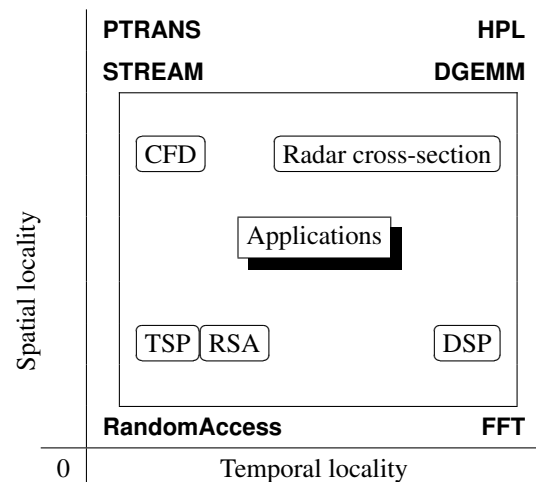 PTRANS HPL
STREAM DGEMM
CFD Radar cross-section
Applications
Spatial locality
TSP RSA DSP
RandomAccess FFT
0 Temporal locality